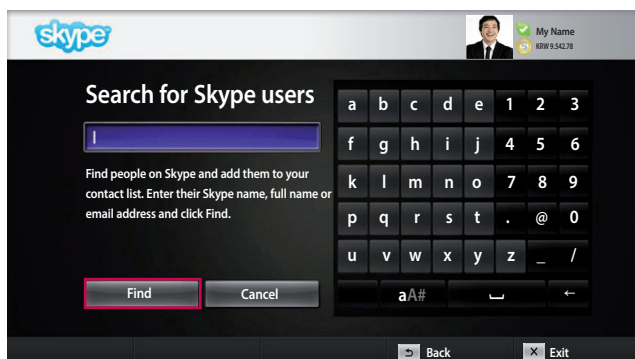 skype
My Name
KRW 9.542.78
Search for Skype users
Find people on Skype and add them to your
contact list. Enter their Skype name, full name or
email address and click Find.
Find Cancel
a b c d e 1 2 3
f g h i j 4 5 6
k l m n o 7 8 9
p q r s t . @ 0
u v w x y z _ /
aA# ←
Back X Exit